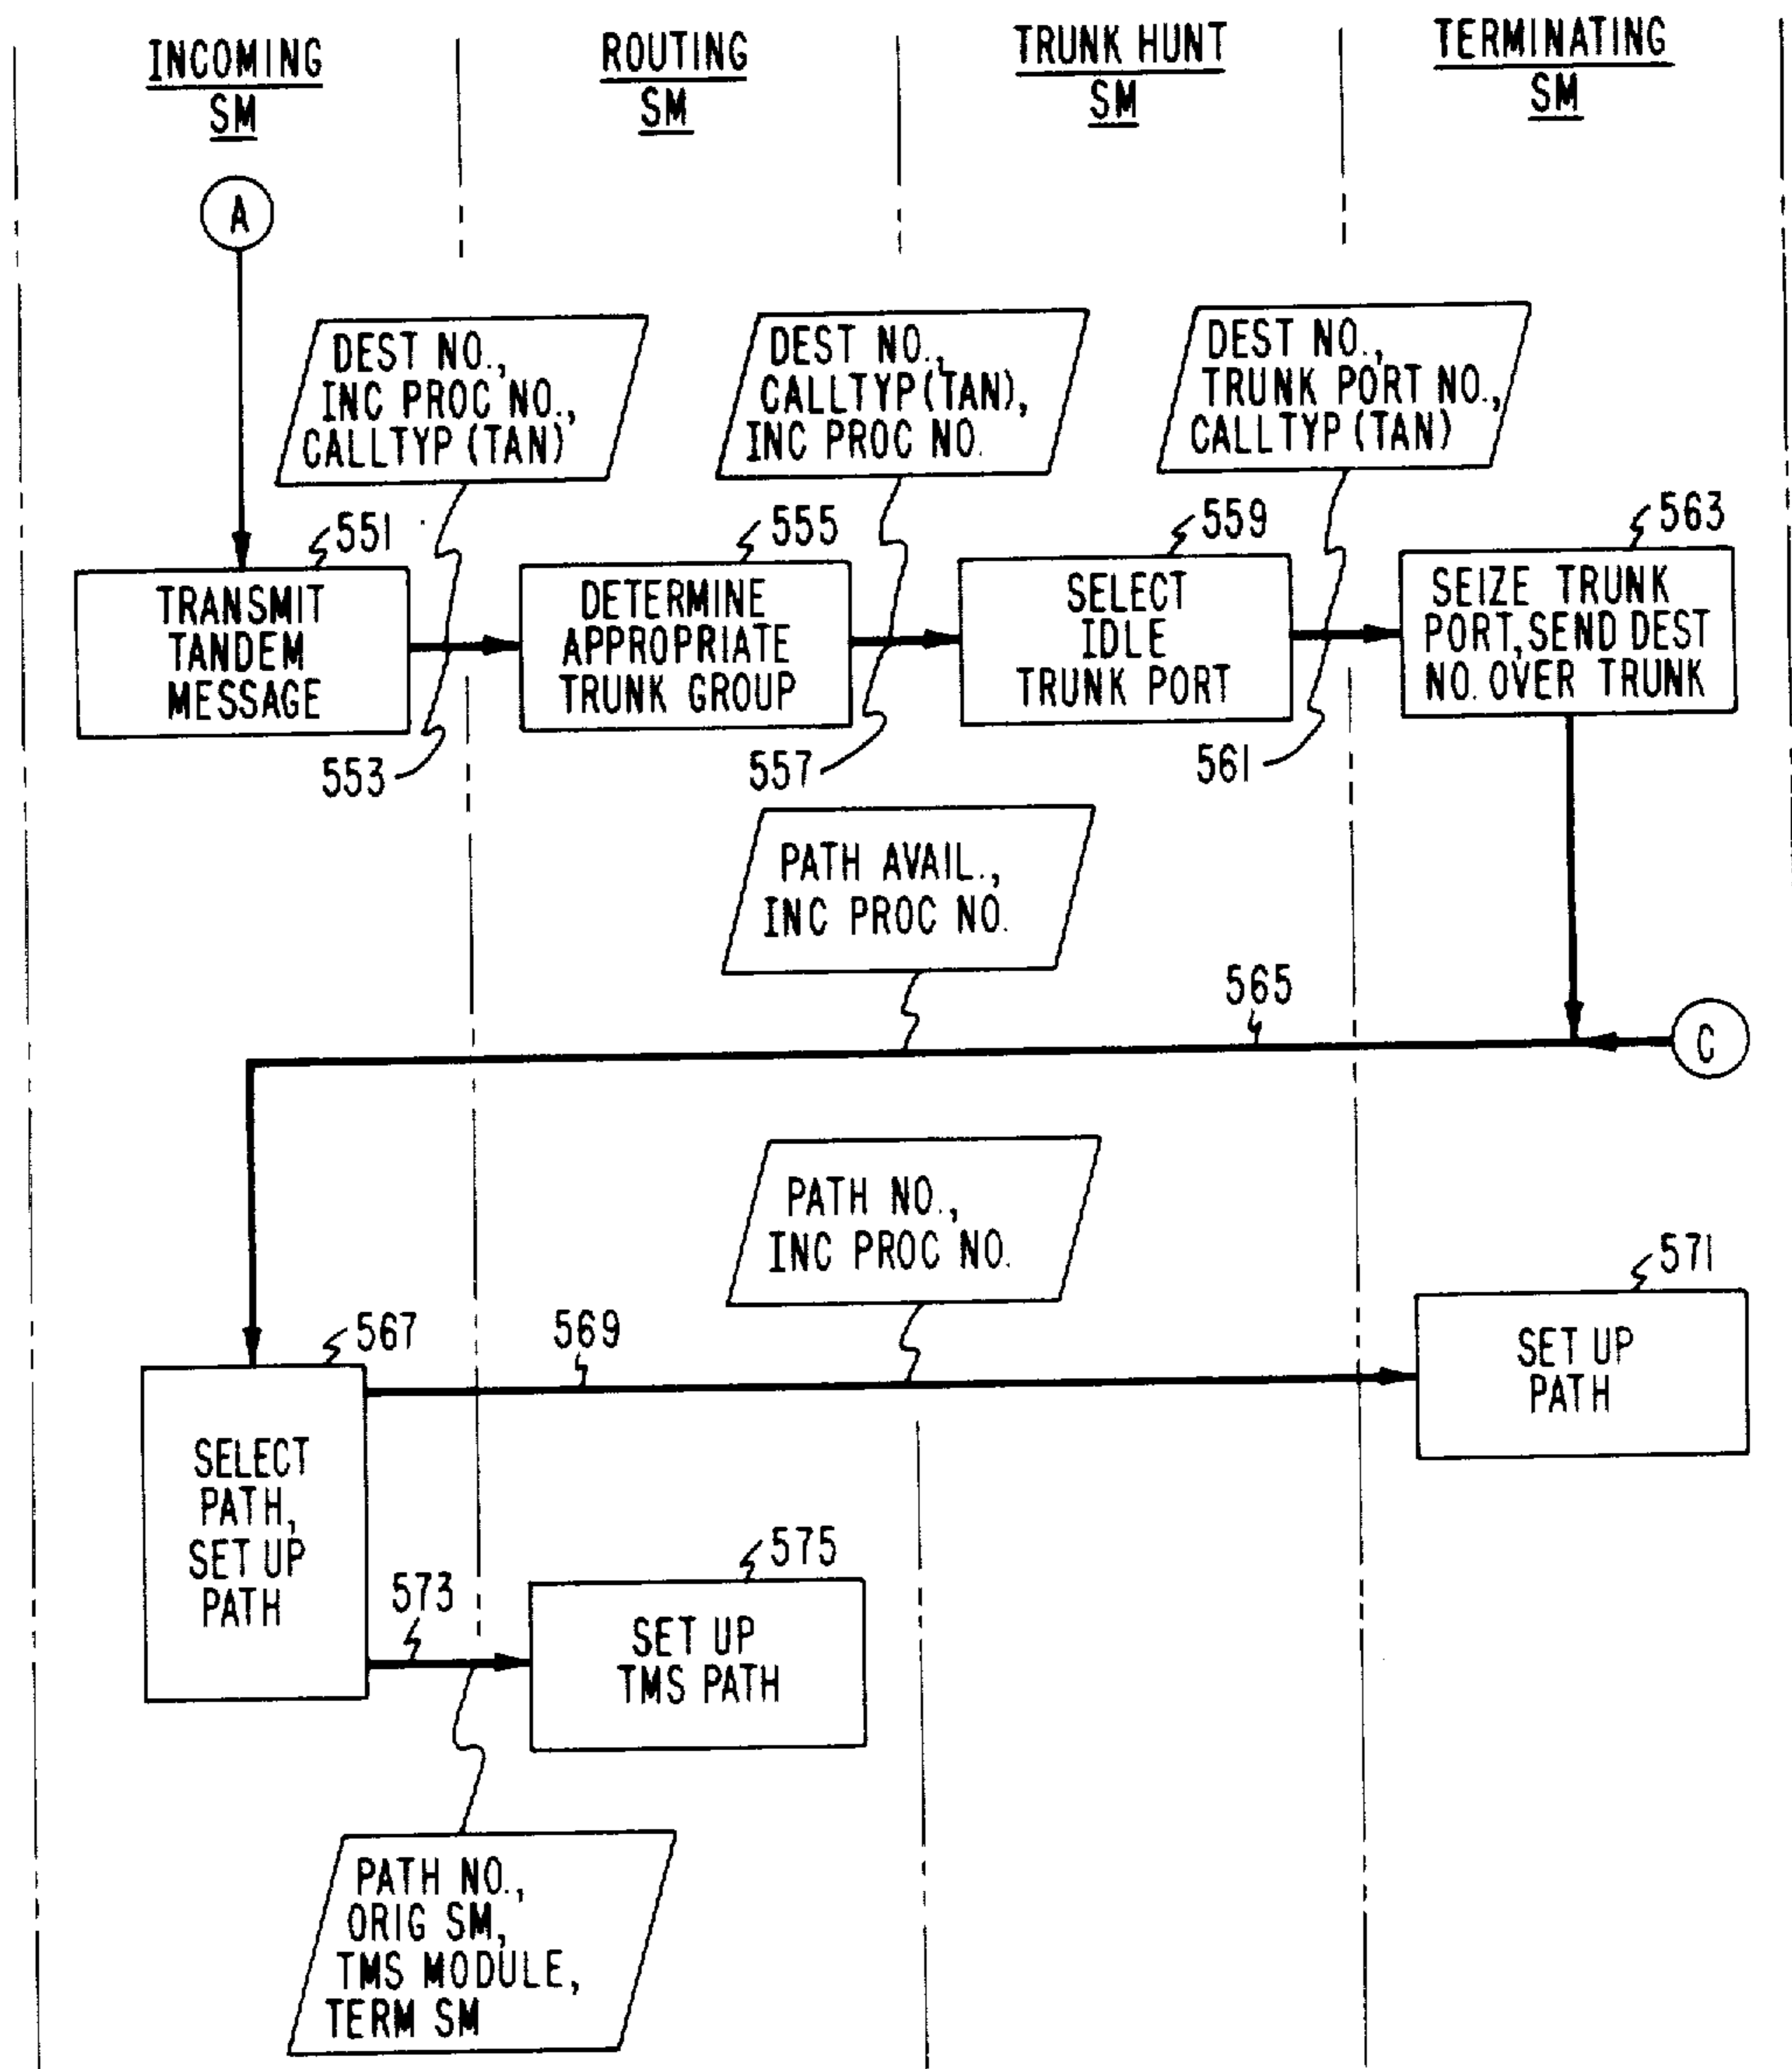 INCOMING
SM
ROUTING
SM
TRUNK HUNT
SM
TERMINATING
SM
A
DEST NO.,
INC PROC NO.,
CALLTYP (TAN)
DEST NO.,
CALLTYP (TAN),
INC PROC NO.
DEST NO.,
TRUNK PORT NO.,
CALLTYP (TAN)
551
TRANSMIT
TANDEM
MESSAGE
553
555
DETERMINE
APPROPRIATE
TRUNK GROUP
557
559
SELECT
IDLE
TRUNK PORT
561
563
SEIZE TRUNK
PORT, SEND DEST
NO. OVER TRUNK
PATH AVAIL.,
INC PROC NO.
565
C
PATH NO.,
INC PROC NO.
567
SELECT
PATH,
SET UP
PATH
569
571
SET UP
PATH
573
575
SET UP
TMS PATH
PATH NO.,
ORIG SM,
TMS MODULE,
TERM SM